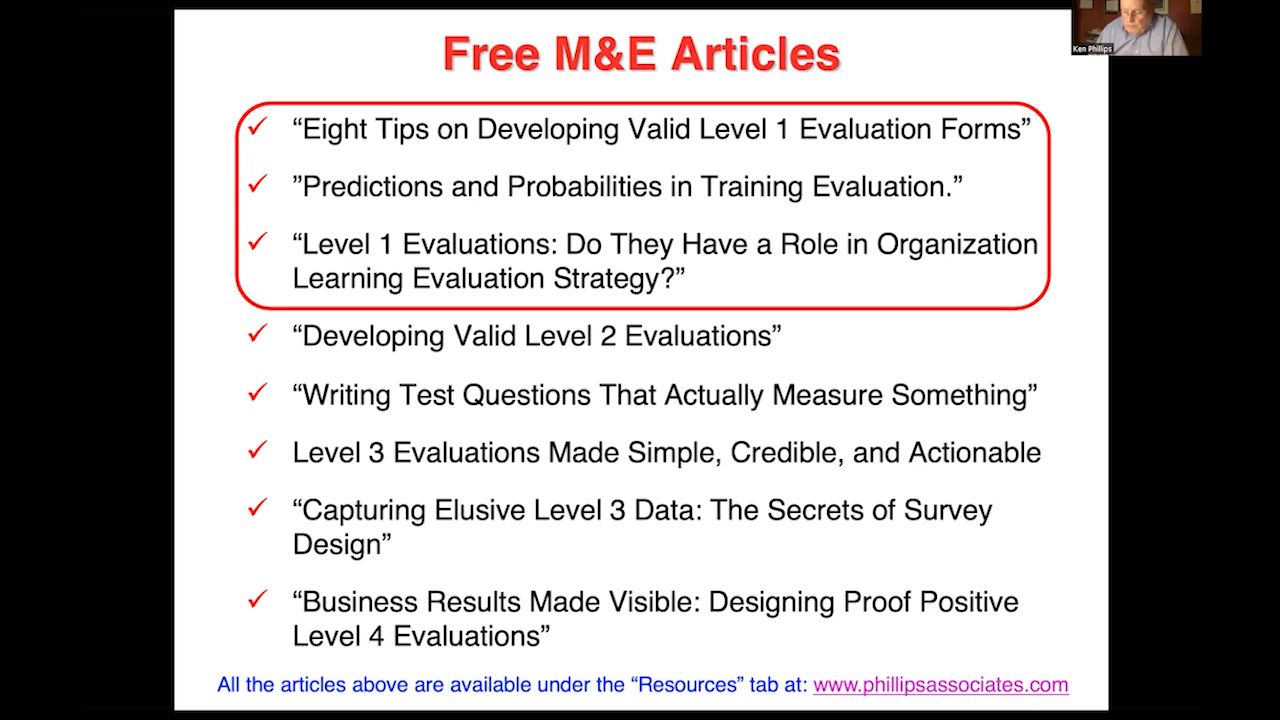 Free M&E Articles
Ken Phillips
✓ “Eight Tips on Developing Valid Level 1 Evaluation Forms”
✓ ”Predictions and Probabilities in Training Evaluation.”
✓ “Level 1 Evaluations: Do They Have a Role in Organization
Learning Evaluation Strategy?”
✓ “Developing Valid Level 2 Evaluations”
✓ “Writing Test Questions That Actually Measure Something”
✓ Level 3 Evaluations Made Simple, Credible, and Actionable
✓ “Capturing Elusive Level 3 Data: The Secrets of Survey
Design”
✓ “Business Results Made Visible: Designing Proof Positive
Level 4 Evaluations”
All the articles above are available under the “Resources” tab at: www.phillipsassociates.com